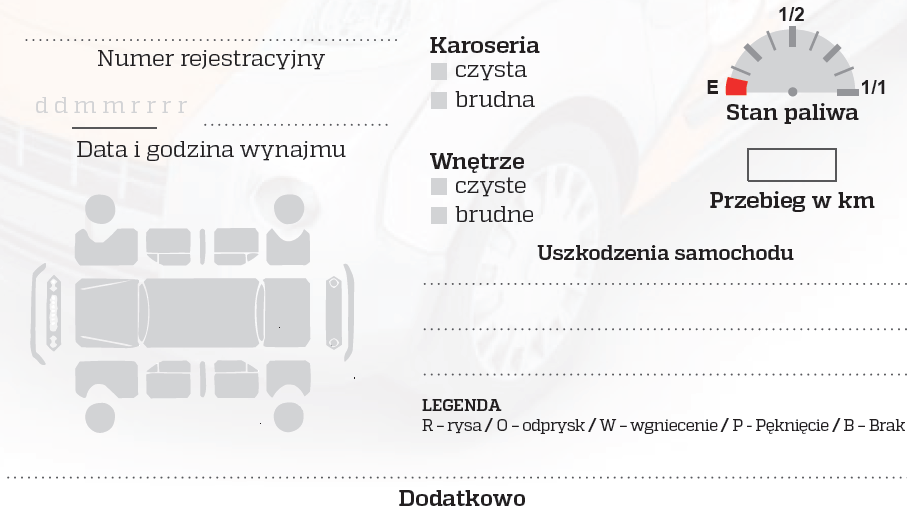 Numer rejestracyjny
ddmmrrrr
Data i godzina wynajmu
Karoseria
czysta
brudna
Wnętrze
czyste
brudne
1/2
E
1/1
Stan paliwa
Przebieg w km
Uszkodzenia samochodu
LEGENDA
R – rysa / O – odprysk / W – wgniecenie / P - Pęknięcie / B – Brak
Dodatkowo